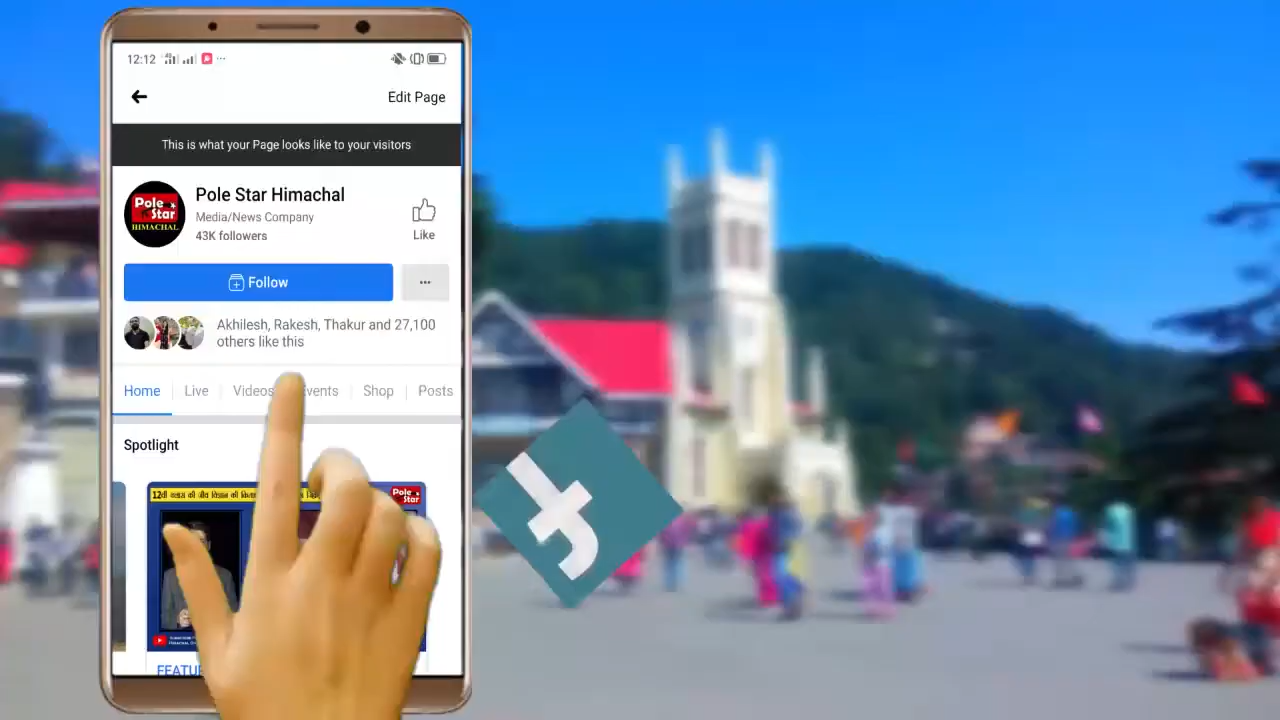 12:12
Edit Page
This is what your Page looks like to your visitors
Pole Star Himachal
Media/News Company
43K followers
Like
Pole
Star
HIMACHAL
Follow
Akhilesh, Rakesh, Thakur and 27,100
others like this
Home
Live
Videos
Shop
Posts
Spotlight
12वीं कक्षा की जीव विज्ञान की
Pole
Star
f